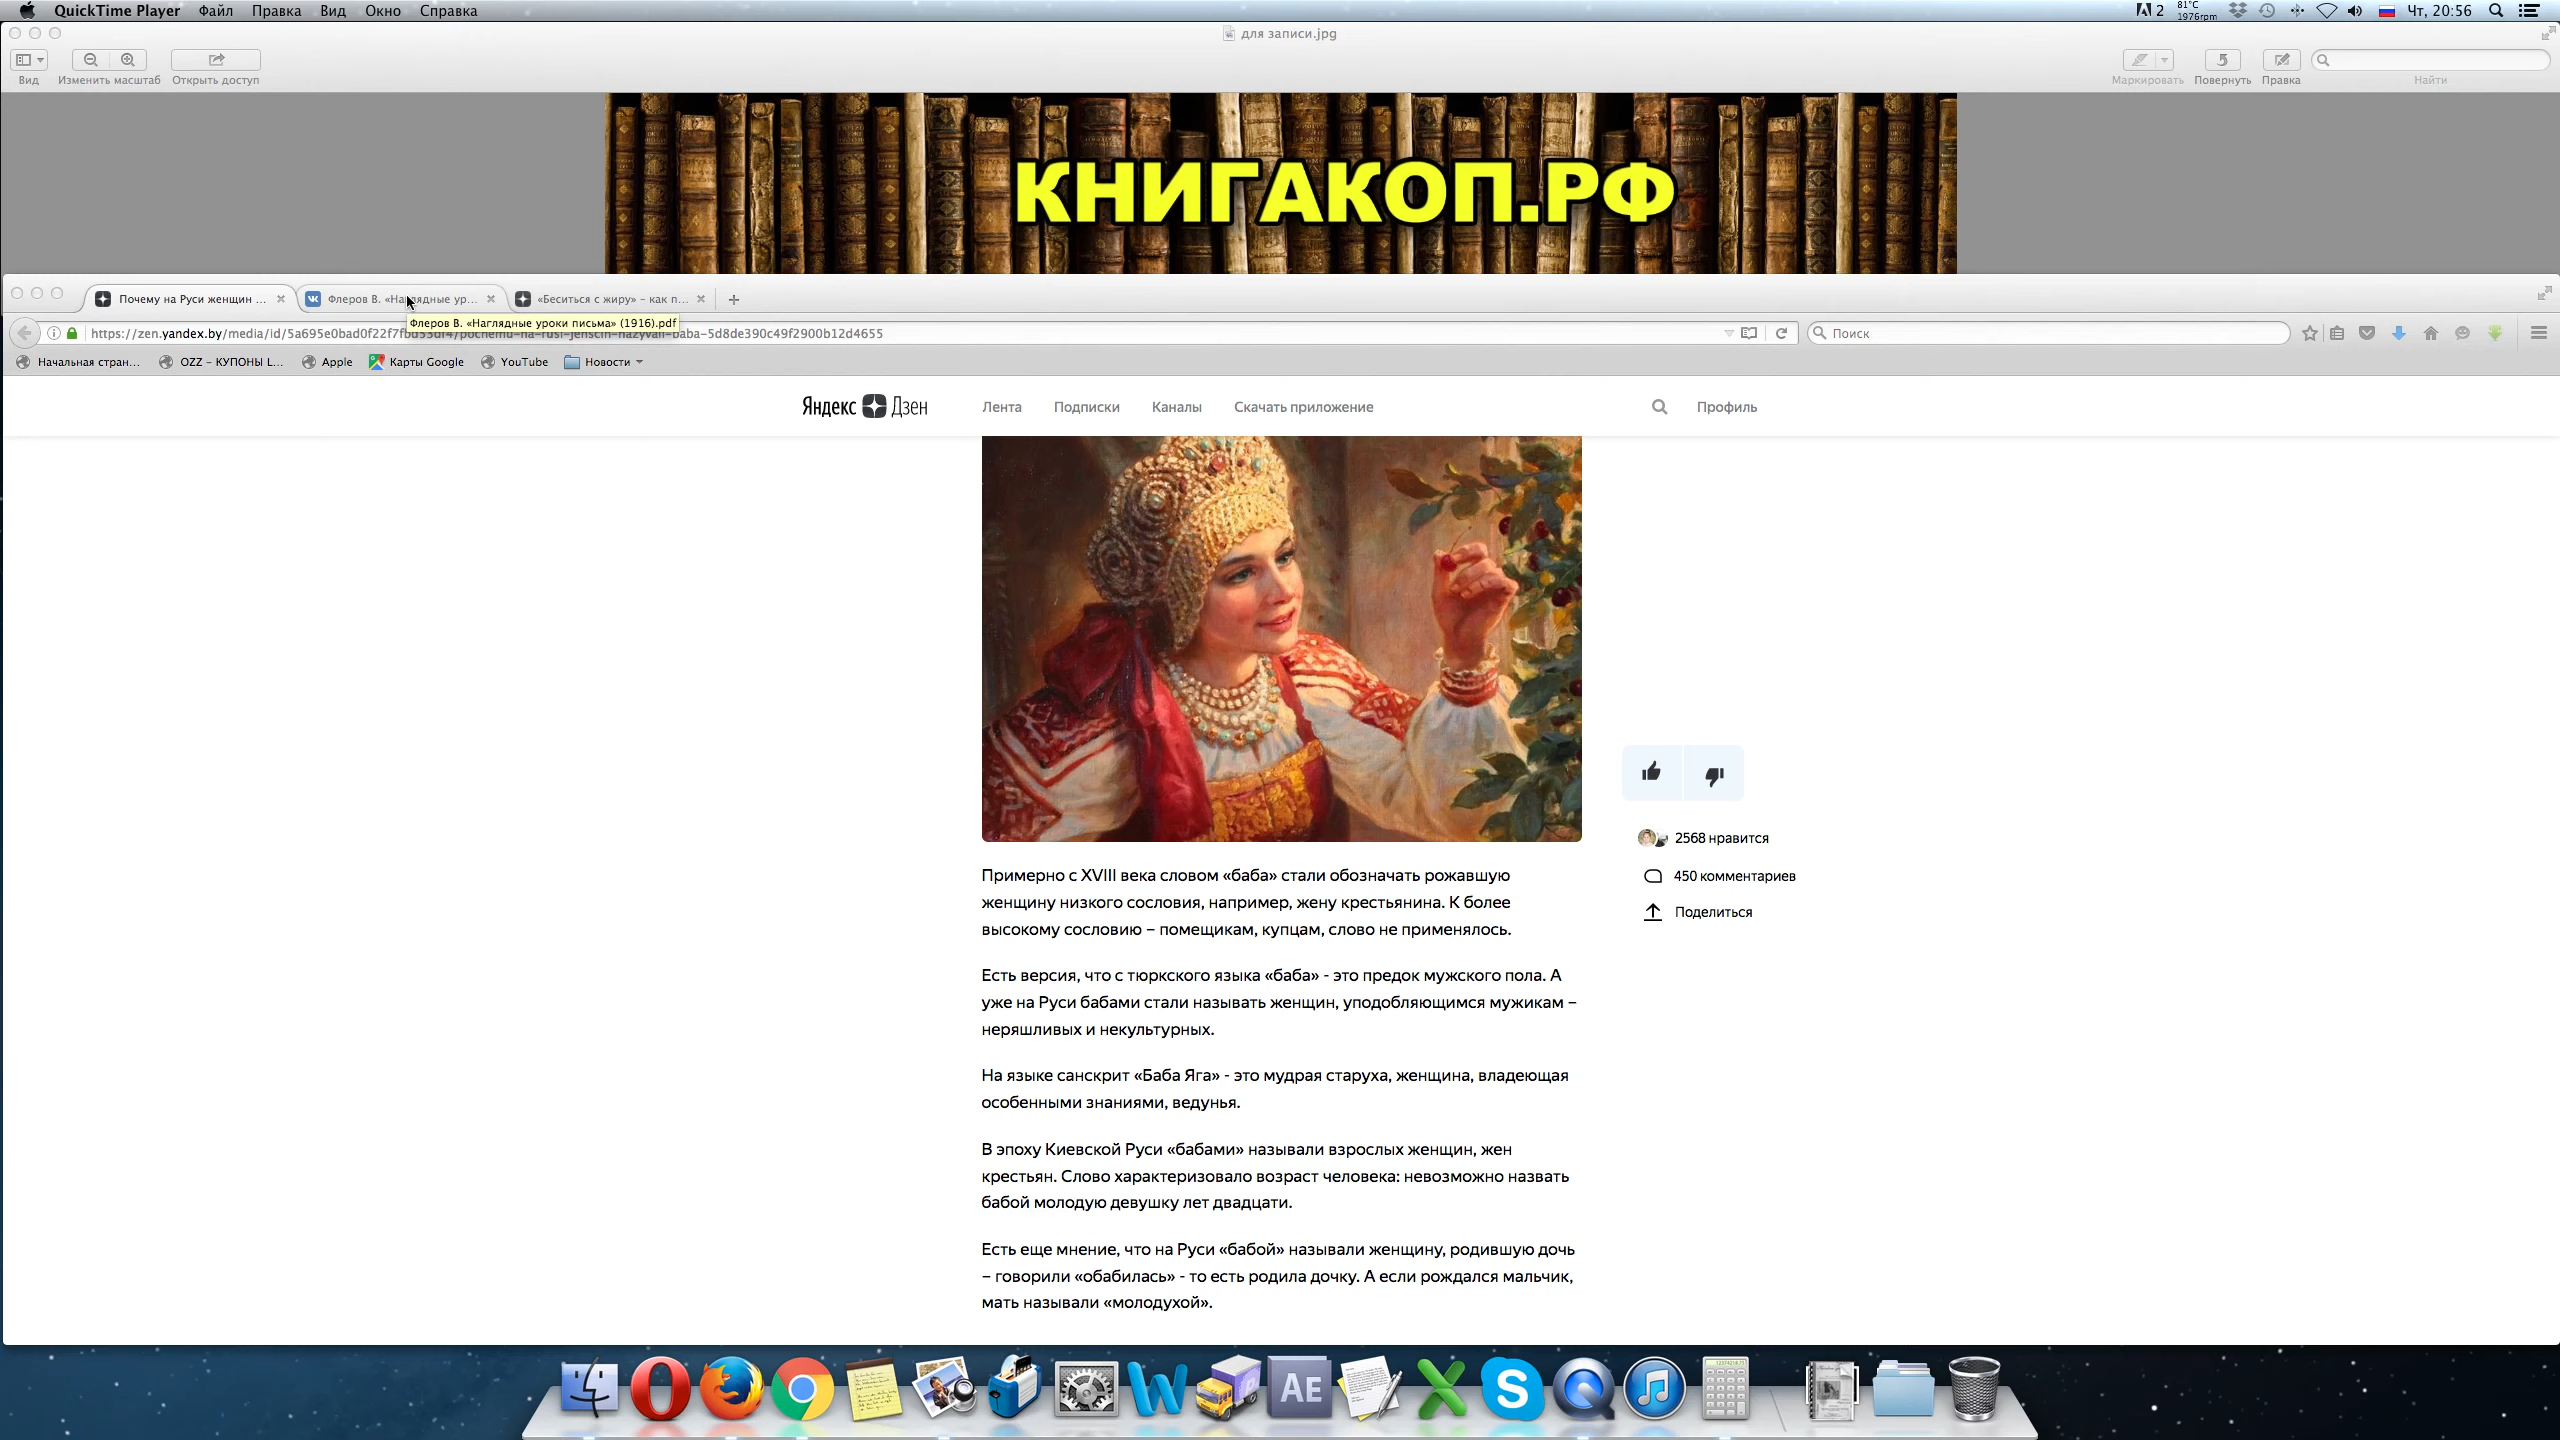 QuickTime Player Файл Правка Вид Окно Справка
2 81°C 1976rpm Чт, 20:56
для записи.jpg
Вид Изменить масштаб Открыть доступ Маркировать Повернуть Правка Найти
КНИГАКОП.РФ
Почему на Руси женщин ... Флеров В. «Наглядные ур... «Беситься с жиру» – как п...
Флеров В. «Наглядные уроки письма» (1916).pdf
https://zen.yandex.by/media/id/5a695e0bad0f22f7fbd53df4/pochemu-na-rusi-jenscin-nazyvali-baba-5d8de390c49f2900b12d4655 Поиск
Начальная стран... OZZ – КУПОНЫ L... Apple Карты Google YouTube Новости
Яндекс Дзен Лента Подписки Каналы Скачать приложение Профиль
2568 нравится
450 комментариев
Поделиться
Примерно с XVIII века словом «баба» стали обозначать рожавшую
женщину низкого сословия, например, жену крестьянина. К более
высокому сословию – помещикам, купцам, слово не применялось.
Есть версия, что с тюркского языка «баба» - это предок мужского пола. А
уже на Руси бабами стали называть женщин, уподобляющимся мужикам –
неряшливых и некультурных.
На языке санскрит «Баба Яга» - это мудрая старуха, женщина, владеющая
особенными знаниями, ведунья.
В эпоху Киевской Руси «бабами» называли взрослых женщин, жен
крестьян. Слово характеризовало возраст человека: невозможно назвать
бабой молодую девушку лет двадцати.
Есть еще мнение, что на Руси «бабой» называли женщину, родившую дочь
– говорили «обабилась» - то есть родила дочку. А если рождался мальчик,
мать называли «молодухой».
AE